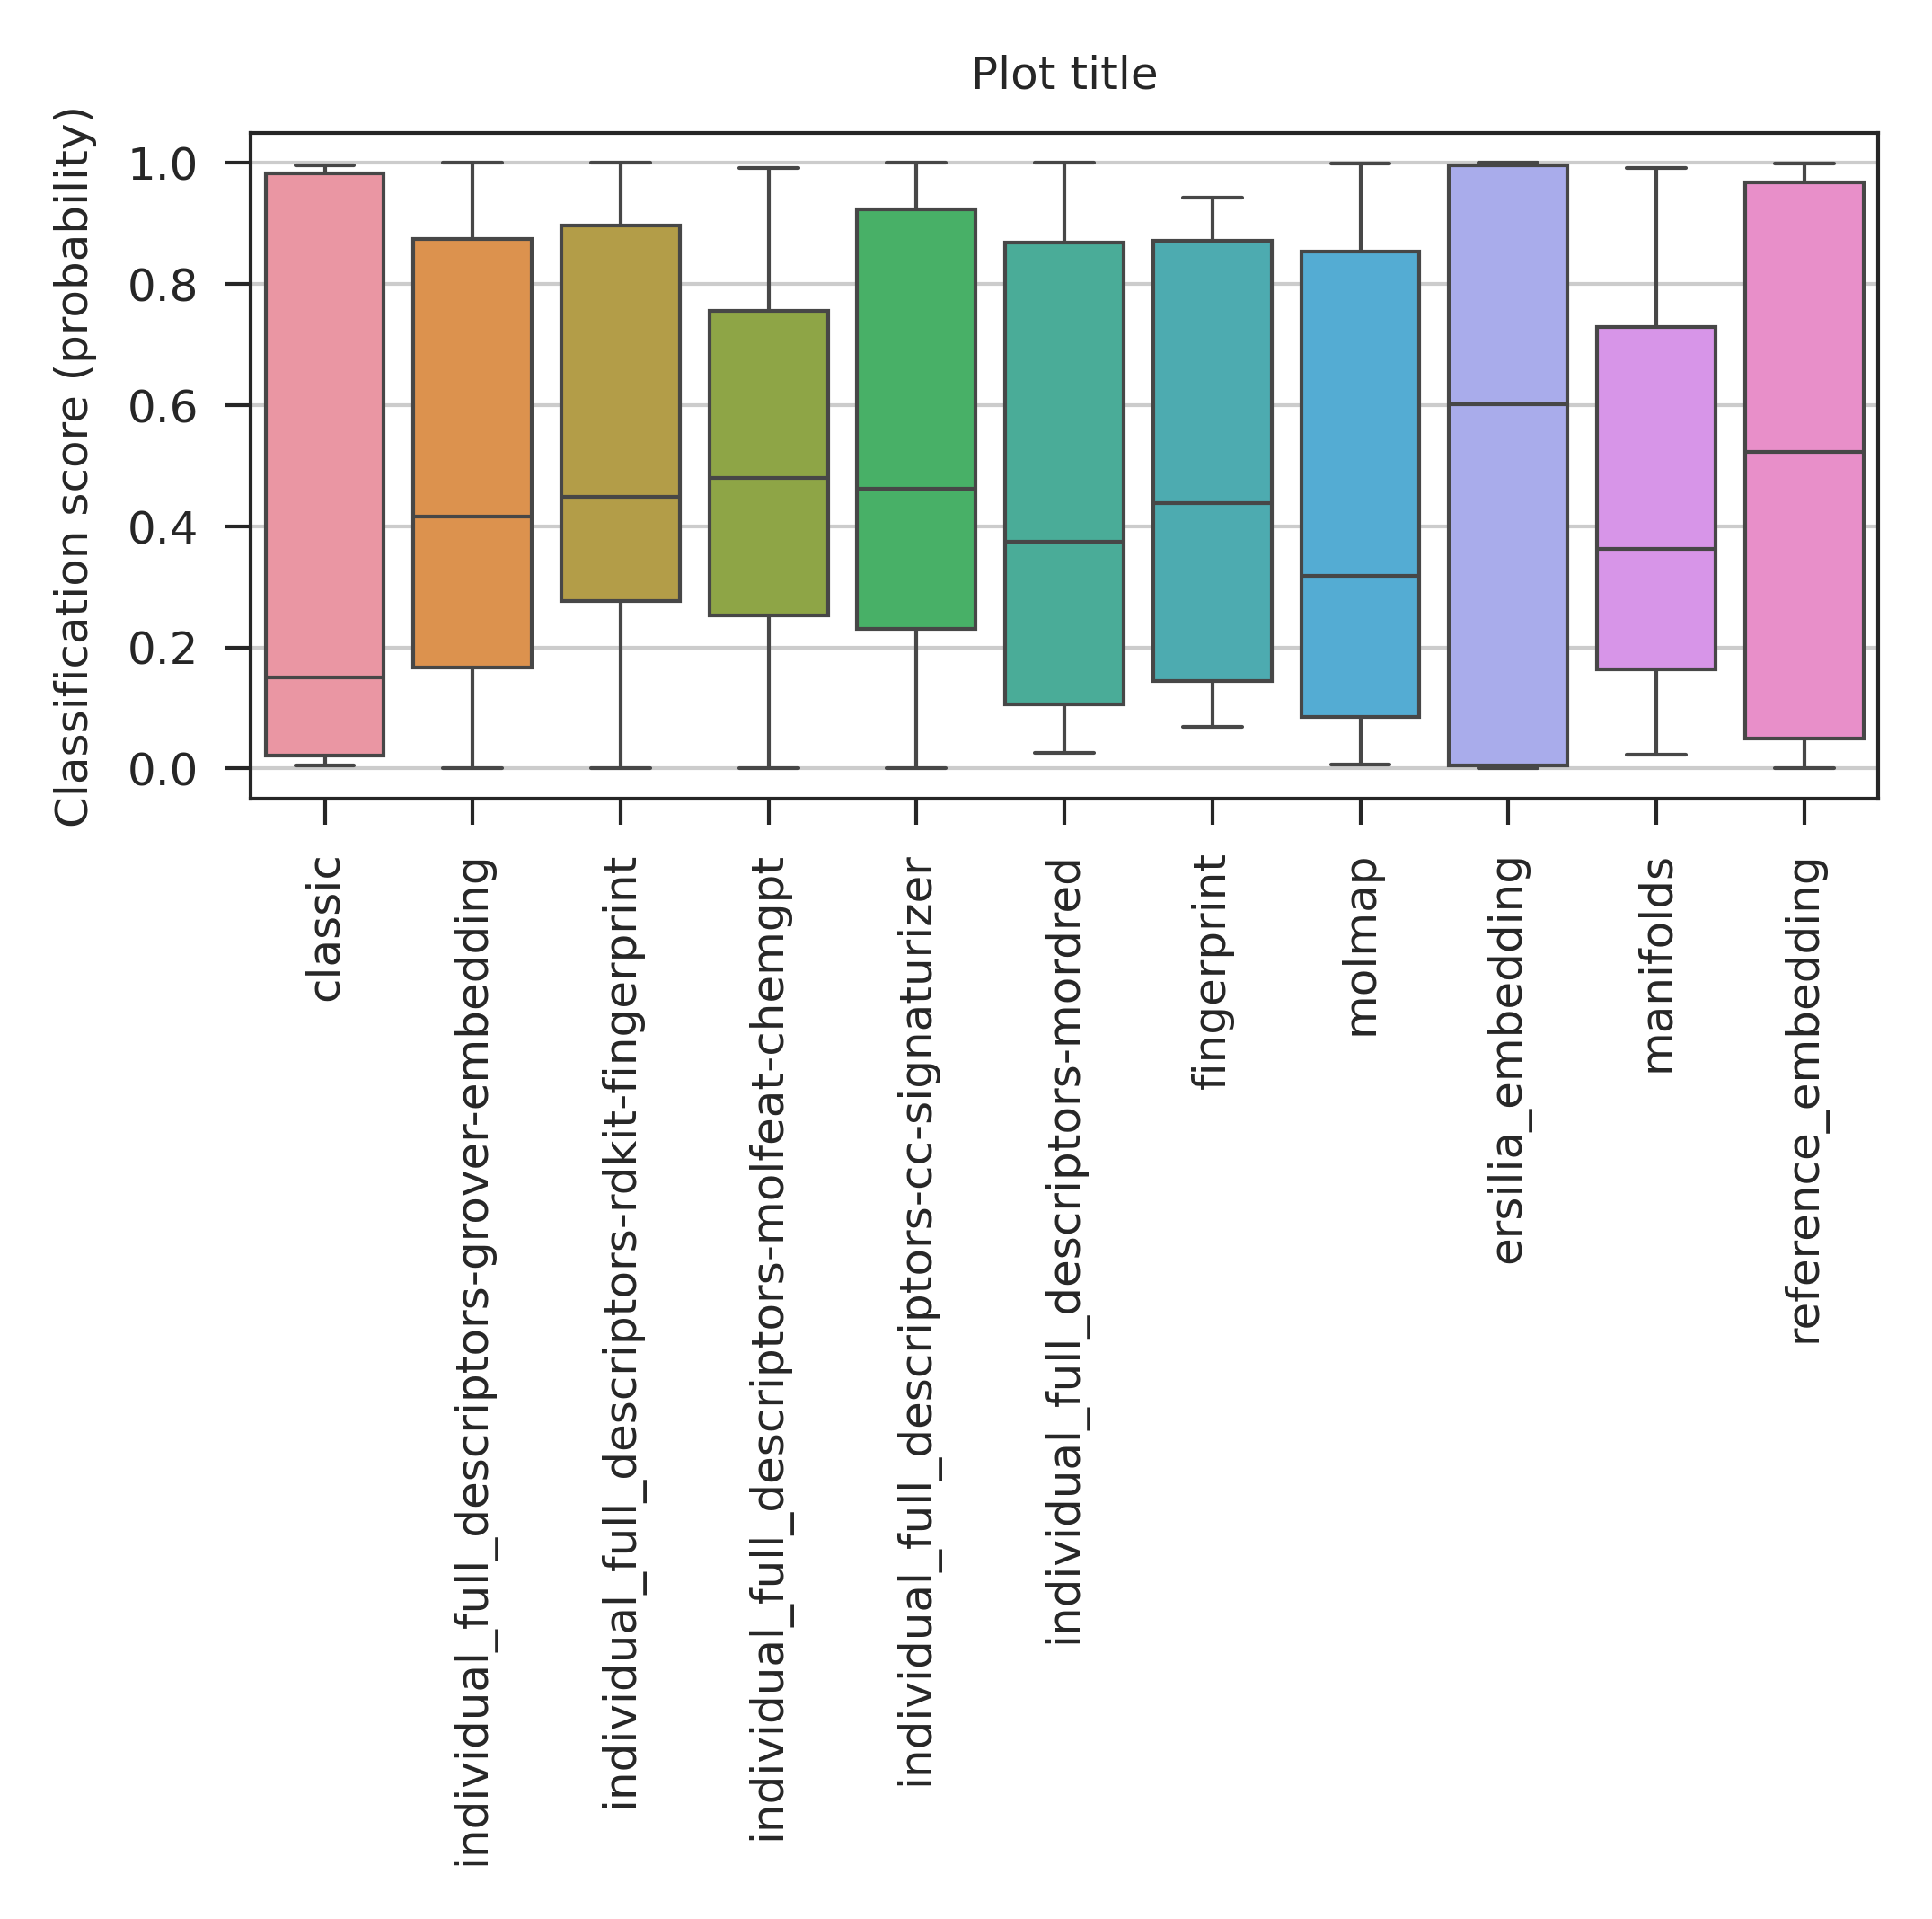 Plot title
Classification score (probability)
1.0
0.8
0.6
0.4
0.2
0.0
classic
individual_full_descriptors-grover-embedding
individual_full_descriptors-rdkit-fingerprint
individual_full_descriptors-molfeat-chemgpt
individual_full_descriptors-cc-signaturizer
individual_full_descriptors-mordred
fingerprint
molmap
ersilia_embedding
manifolds
reference_embedding